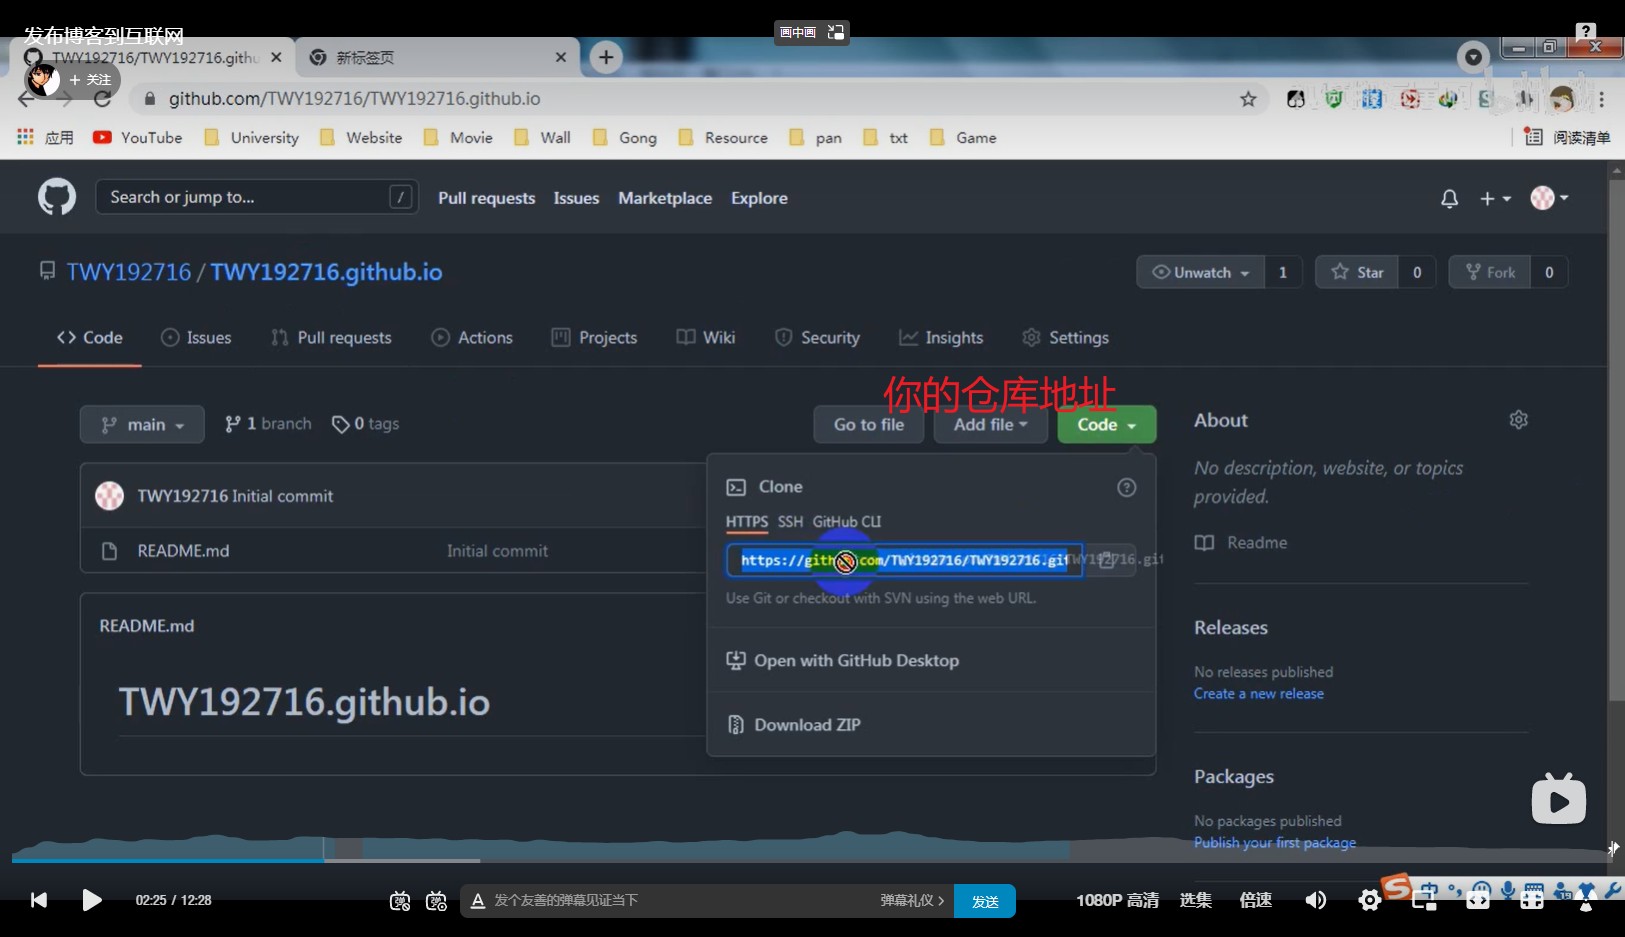 发布博客到互联网
画中画
TWY192716/TWY192716.githu
新标签页
+ 关注
github.com/TWY192716/TWY192716.github.io
应用 YouTube University Website Movie Wall Gong Resource pan txt Game 阅读清单
Search or jump to... / Pull requests Issues Marketplace Explore
TWY192716 / TWY192716.github.io
Unwatch 1 Star 0 Fork 0
Code Issues Pull requests Actions Projects Wiki Security Insights Settings
你的仓库地址
main 1 branch 0 tags Go to file Add file Code
TWY192716 Initial commit
README.md Initial commit
README.md
TWY192716.github.io
Clone
HTTPS SSH GitHub CLI
https://github.com/TWY192716/TWY192716.git
Use Git or checkout with SVN using the web URL.
Open with GitHub Desktop
Download ZIP
About
No description, website, or topics
provided.
Readme
Releases
No releases published
Create a new release
Packages
No packages published
Publish your first package
02:25 / 12:28 发个友善的弹幕见证当下 弹幕礼仪 发送 1080P 高清 选集 倍速